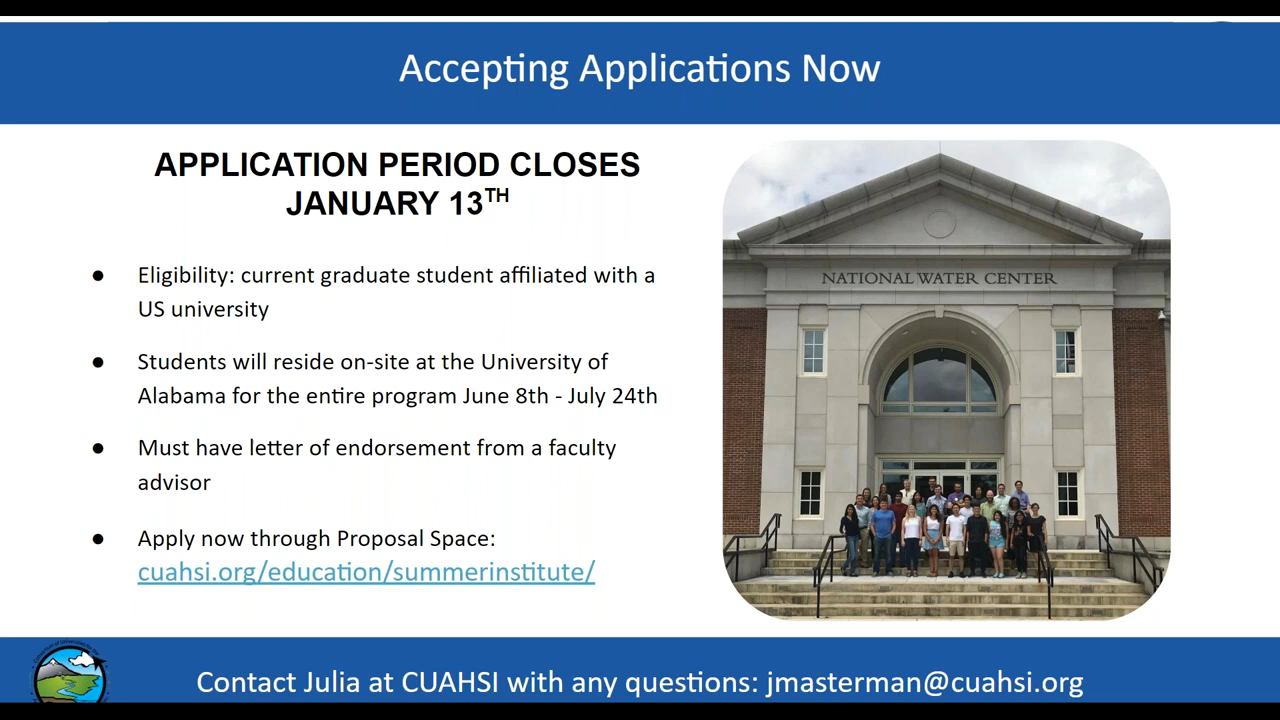 Accepting Applications Now
APPLICATION PERIOD CLOSES
JANUARY 13TH
● Eligibility: current graduate student affiliated with a
US university
● Students will reside on-site at the University of
Alabama for the entire program June 8th - July 24th
● Must have letter of endorsement from a faculty
advisor
● Apply now through Proposal Space:
cuahsi.org/education/summerinstitute/
NATIONAL WATER CENTER
Contact Julia at CUAHSI with any questions: jmasterman@cuahsi.org